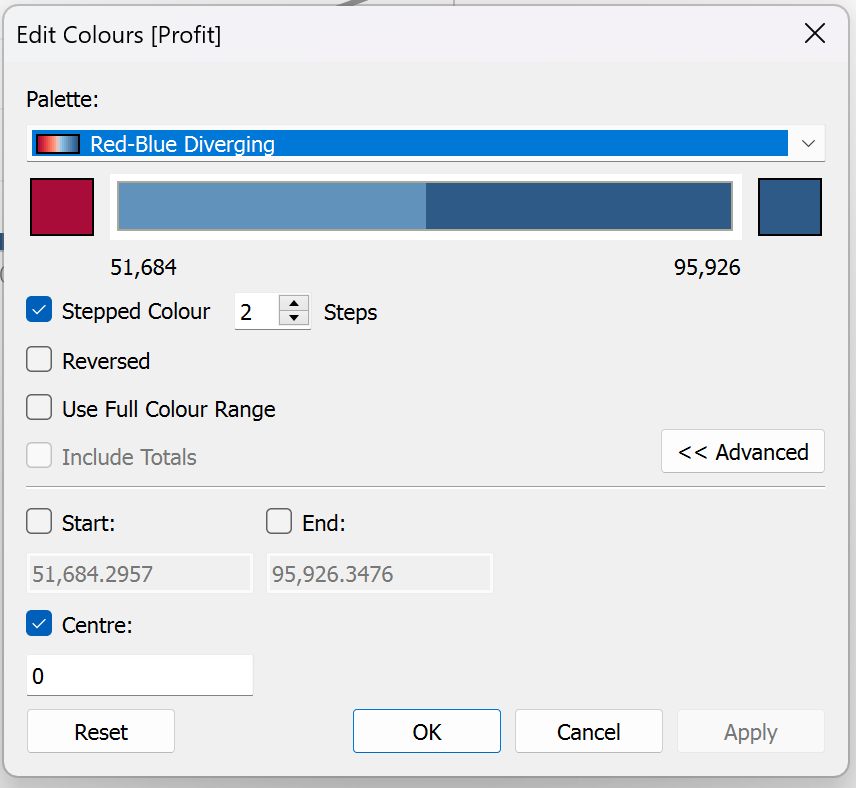 Edit Colours [Profit]
Palette:
Red-Blue Diverging
51,684 95,926
Stepped Colour 2 Steps
Reversed
Use Full Colour Range
Include Totals << Advanced
Start: End:
51,684.2957 95,926.3476
Centre:
0
Reset OK Cancel Apply